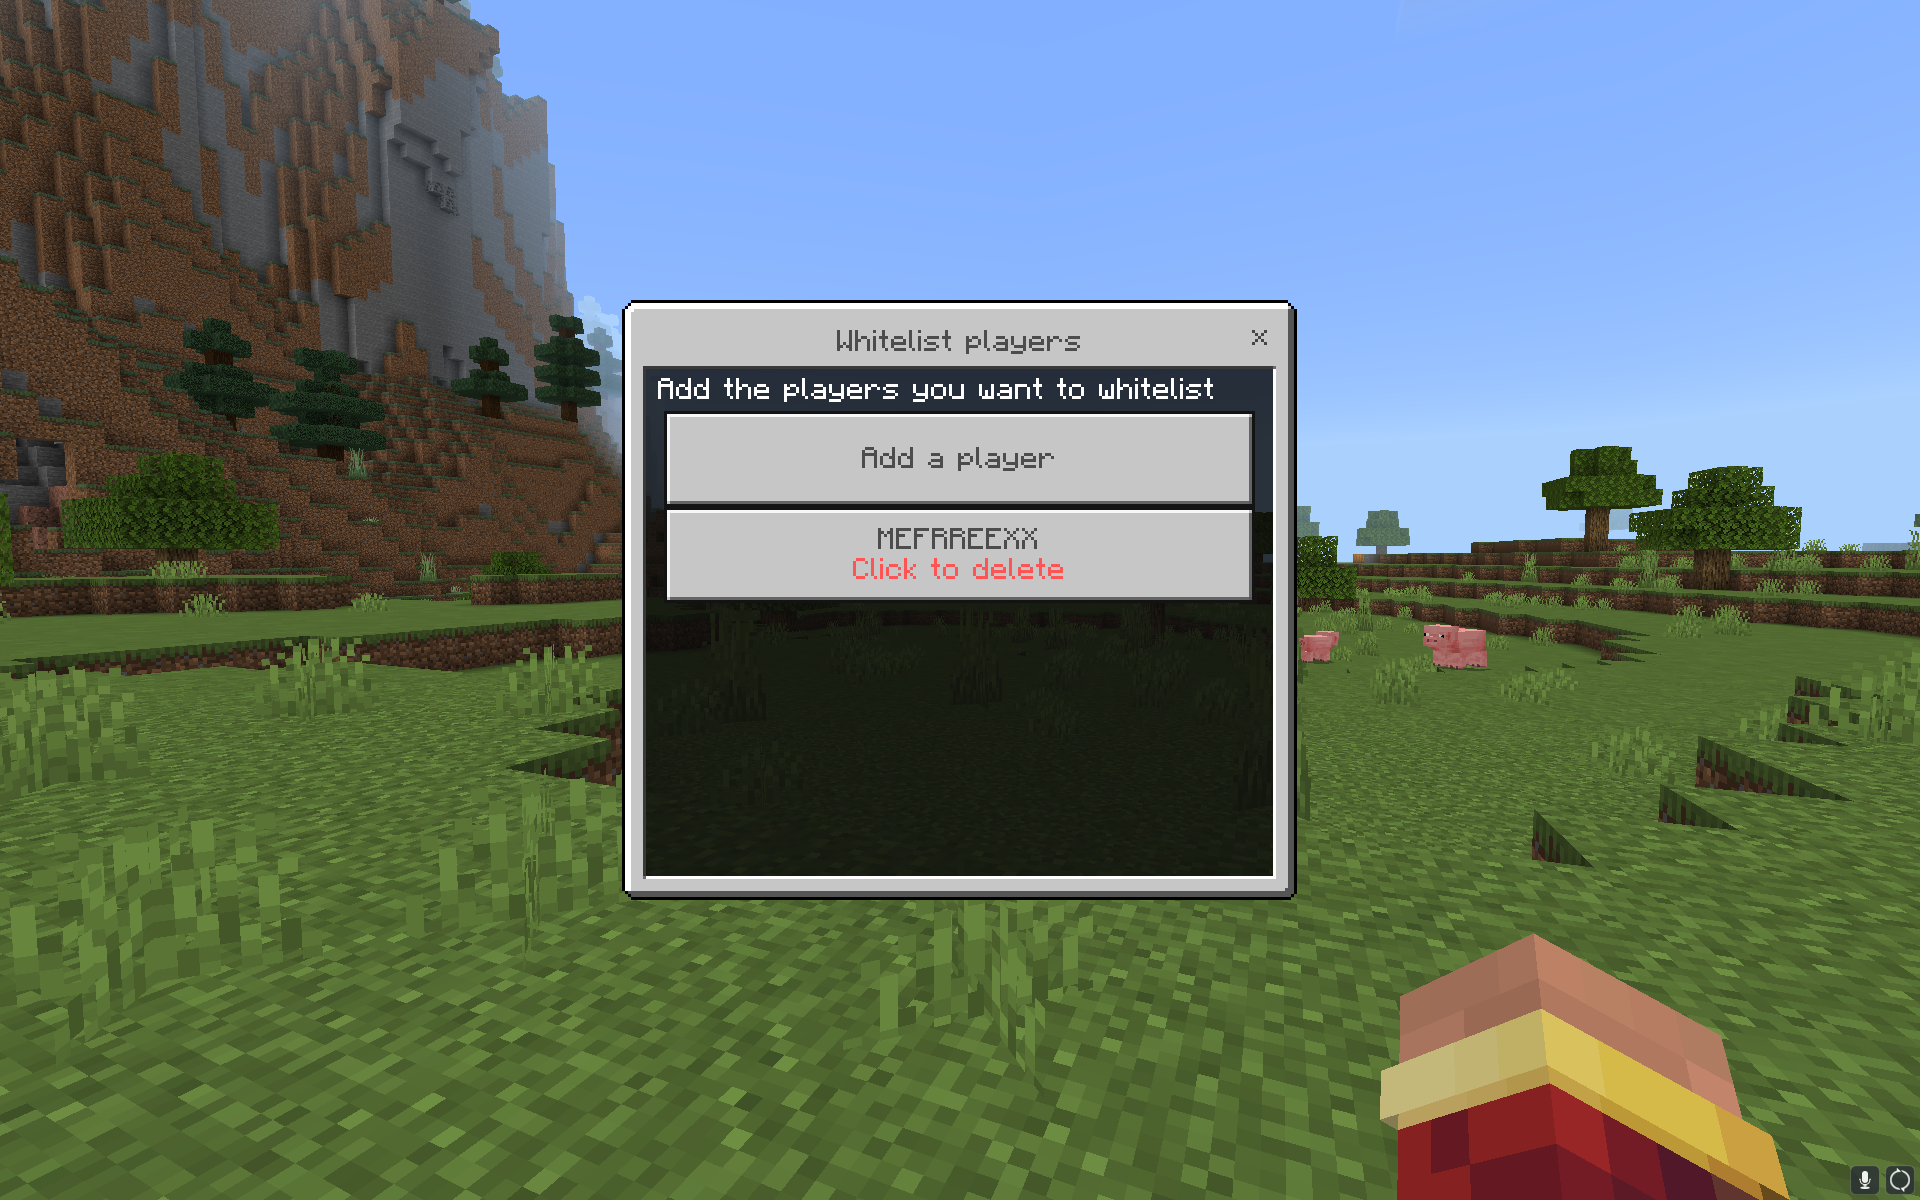 Whitelist players
Add the players you want to whitelist
Add a player
MEFRREEXX
Click to delete